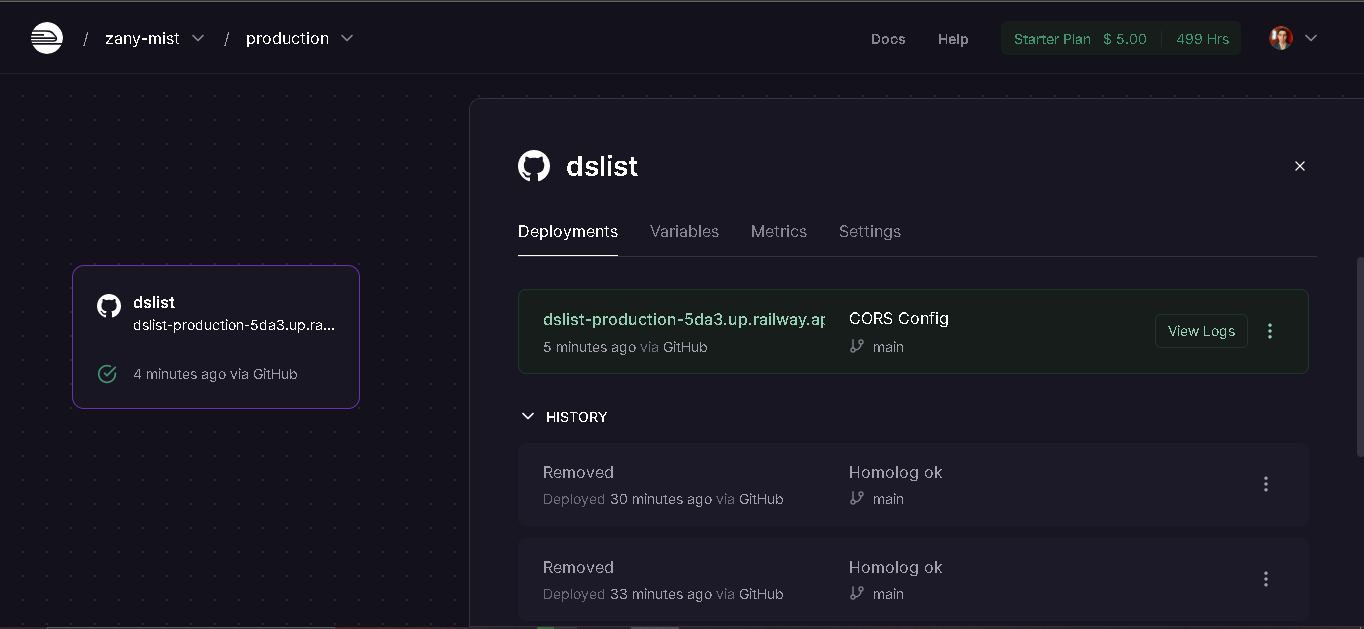 / zany-mist / production
Docs Help Starter Plan $ 5.00 499 Hrs
dslist
dslist-production-5da3.up.ra...
4 minutes ago via GitHub
dslist
Deployments Variables Metrics Settings
dslist-production-5da3.up.railway.ap CORS Config
5 minutes ago via GitHub main
View Logs
HISTORY
Removed Homolog ok
Deployed 30 minutes ago via GitHub main
Removed Homolog ok
Deployed 33 minutes ago via GitHub main